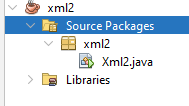 xml2
Source Packages
xml2
Xml2.java
Libraries